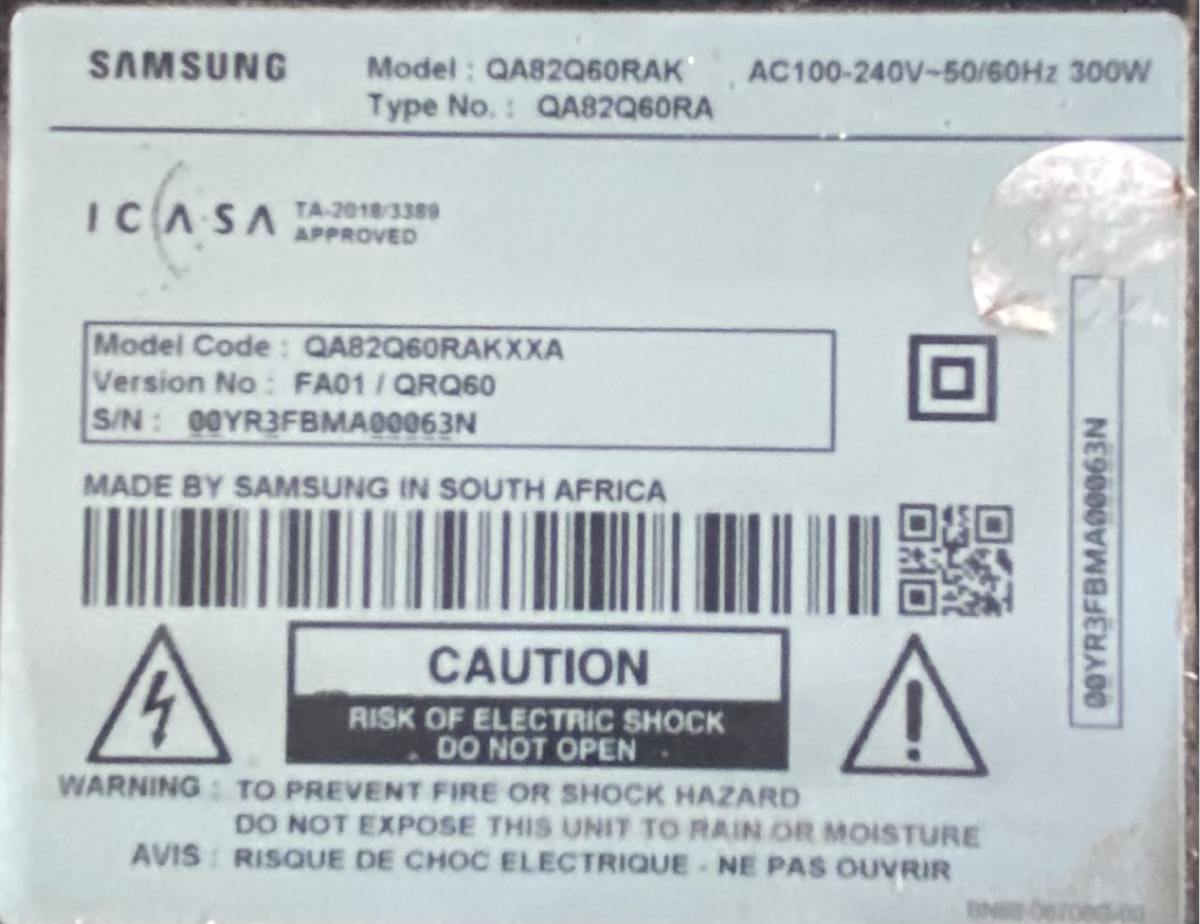 SAMSUNG Model : QA82Q60RAK AC100-240V~50/60Hz 300W
Type No. : QA82Q60RA
ICASA TA-2018/3389
APPROVED
Model Code : QA82Q60RAKXXA
Version No : FA01 / QRQ60
S/N : 00YR3FBMA00063N
MADE BY SAMSUNG IN SOUTH AFRICA
00YR3FBMA00063N
CAUTION
RISK OF ELECTRIC SHOCK
DO NOT OPEN
WARNING : TO PREVENT FIRE OR SHOCK HAZARD
DO NOT EXPOSE THIS UNIT TO RAIN OR MOISTURE
AVIS : RISQUE DE CHOC ELECTRIQUE - NE PAS OUVRIR